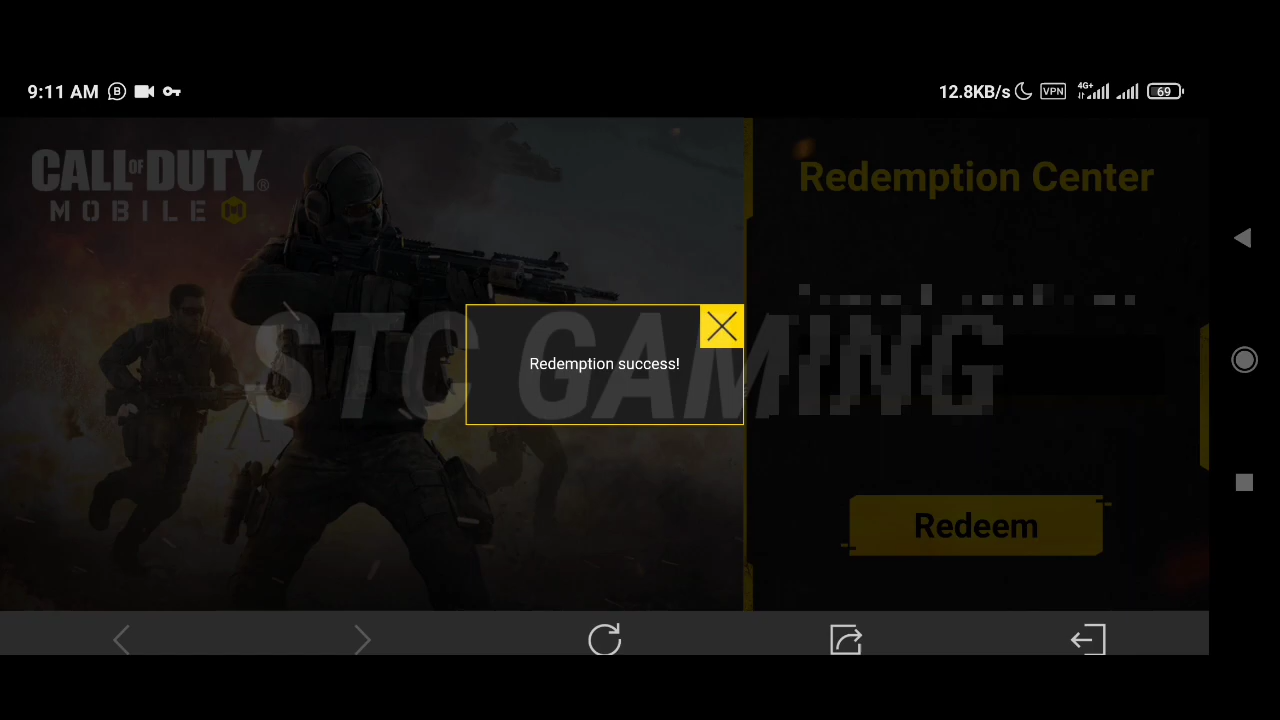 9:11 AM
12.8KB/s VPN 4G+ 69
CALL OF DUTY®
MOBILE
Redemption Center
STC GAMING
Redemption success!
Redeem